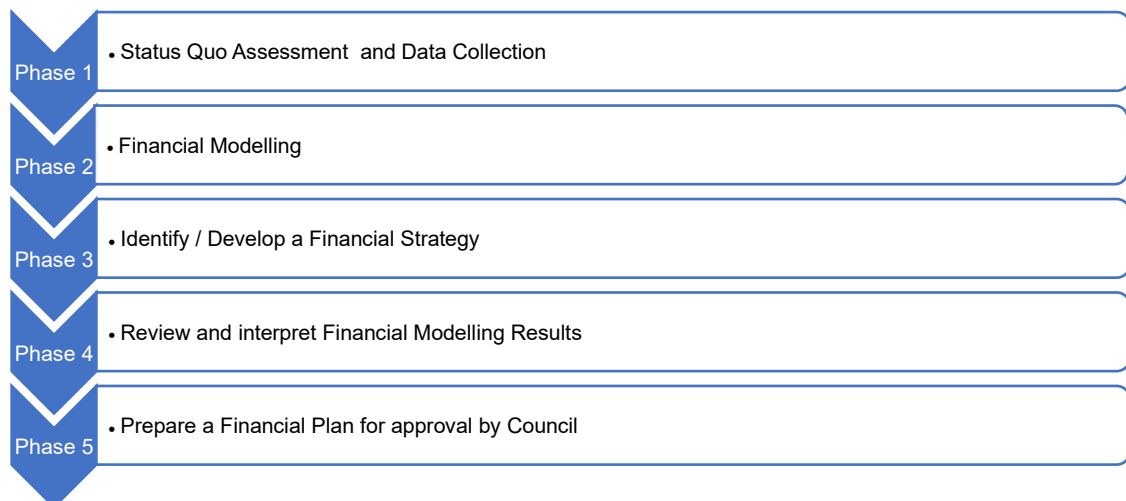 Phase 1
• Status Quo Assessment and Data Collection
Phase 2
• Financial Modelling
Phase 3
• Identify / Develop a Financial Strategy
Phase 4
• Review and interpret Financial Modelling Results
Phase 5
• Prepare a Financial Plan for approval by Council